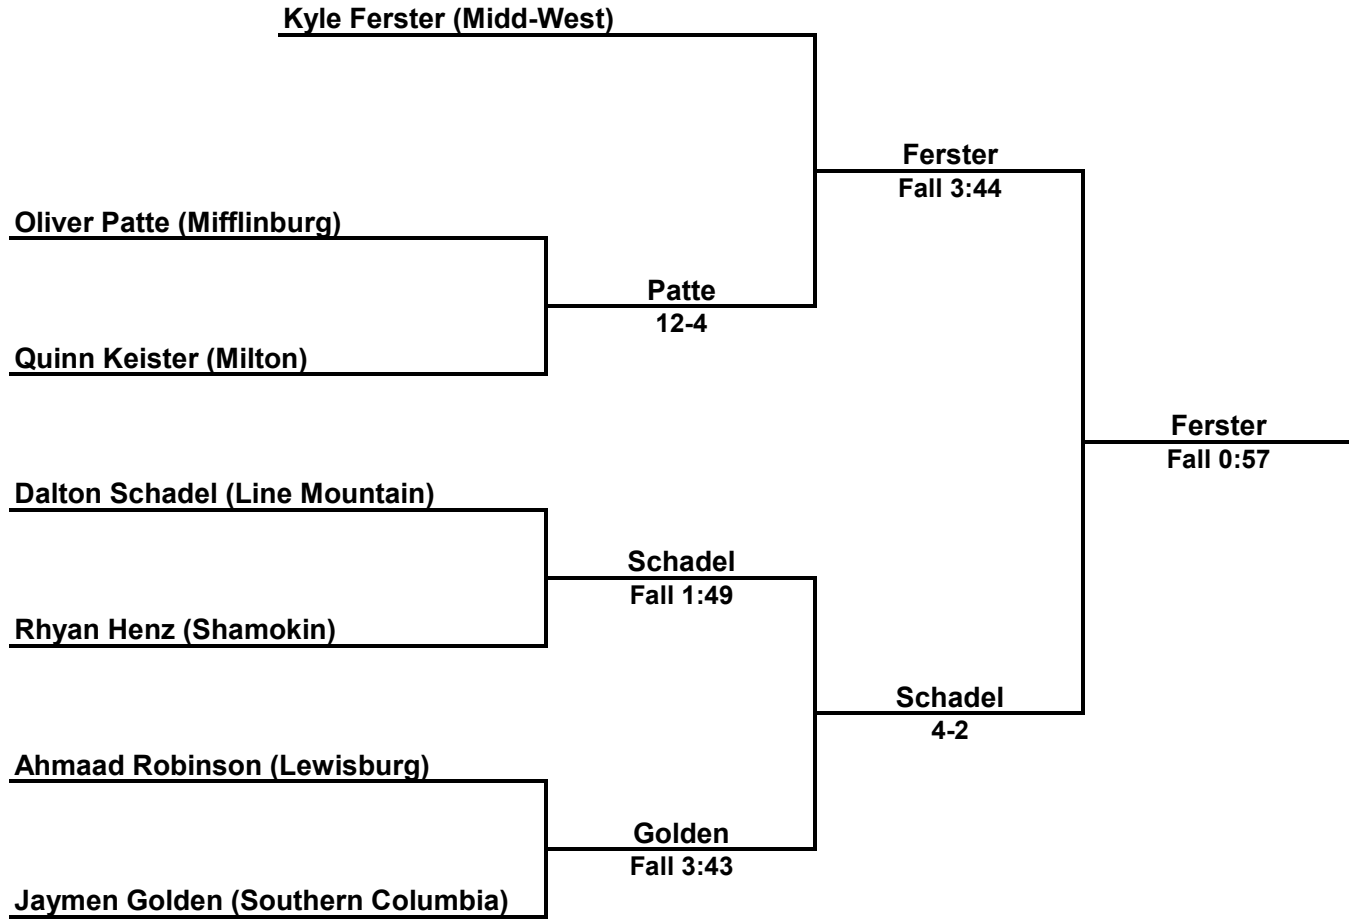 Kyle Ferster (Midd-West)
Ferster
Fall 3:44
Oliver Patte (Mifflinburg)
Patte
12-4
Quinn Keister (Milton)
Ferster
Fall 0:57
Dalton Schadel (Line Mountain)
Schadel
Fall 1:49
Rhyan Henz (Shamokin)
Schadel
4-2
Ahmaad Robinson (Lewisburg)
Golden
Fall 3:43
Jaymen Golden (Southern Columbia)